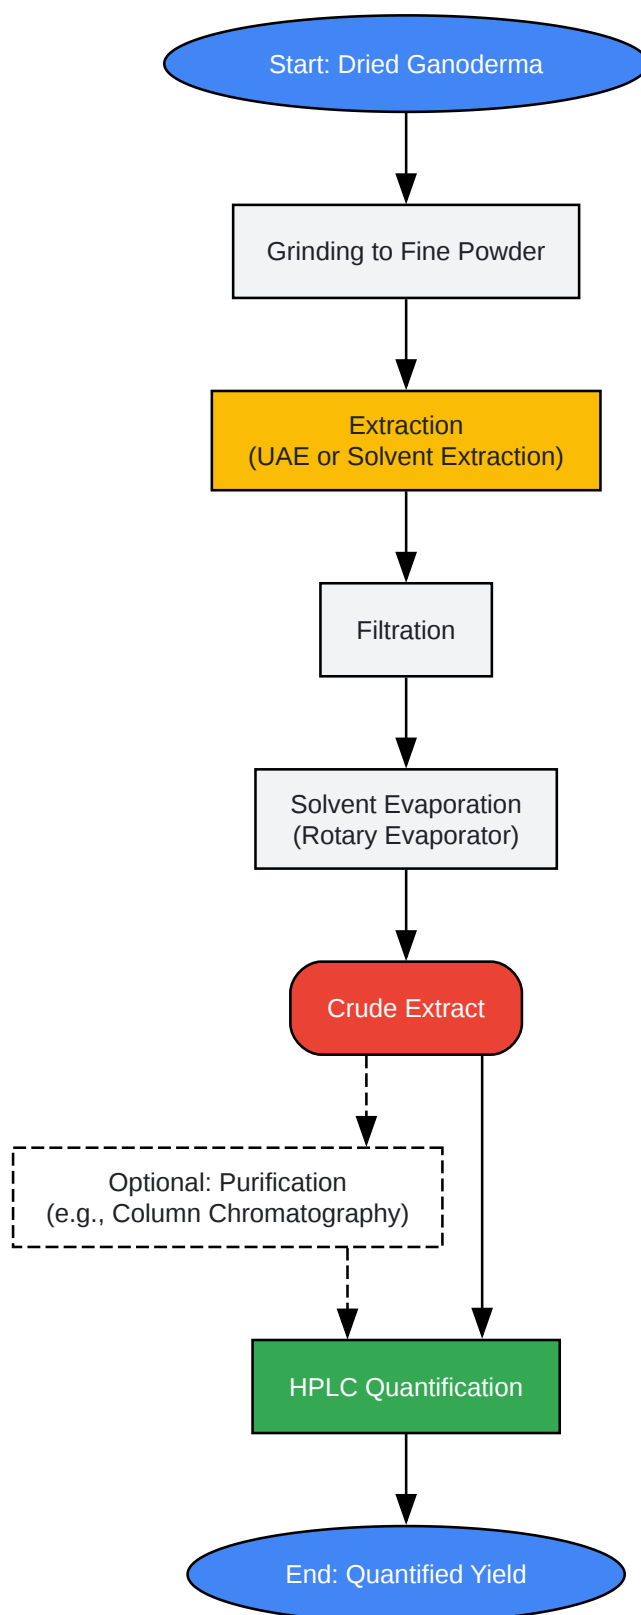 Start: Dried Ganoderma
Grinding to Fine Powder
Extraction
(UAE or Solvent Extraction)
Filtration
Solvent Evaporation
(Rotary Evaporator)
Crude Extract
Optional: Purification
(e.g., Column Chromatography)
HPLC Quantification
End: Quantified Yield